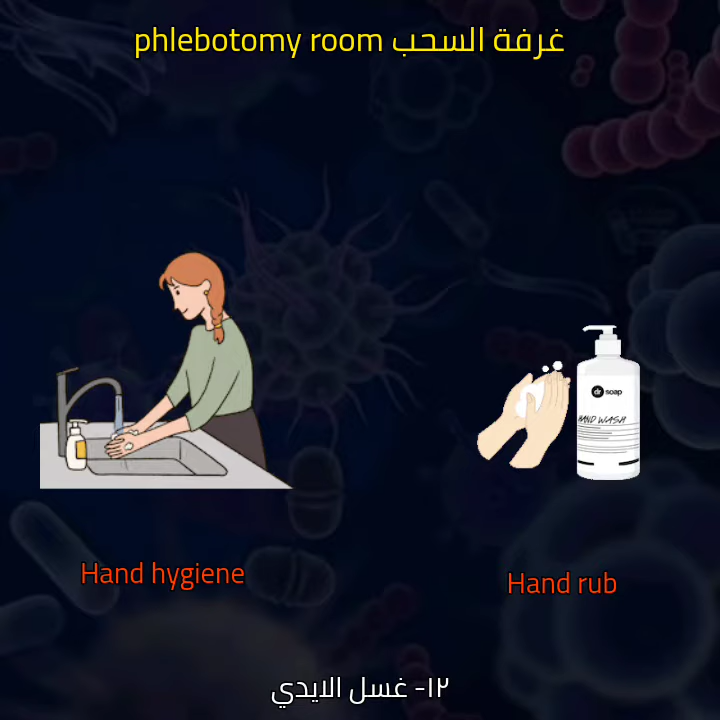 غرفة السحب phlebotomy room
dr soap
HAND WASH
Hand hygiene
Hand rub
١٢- غسل الايدي